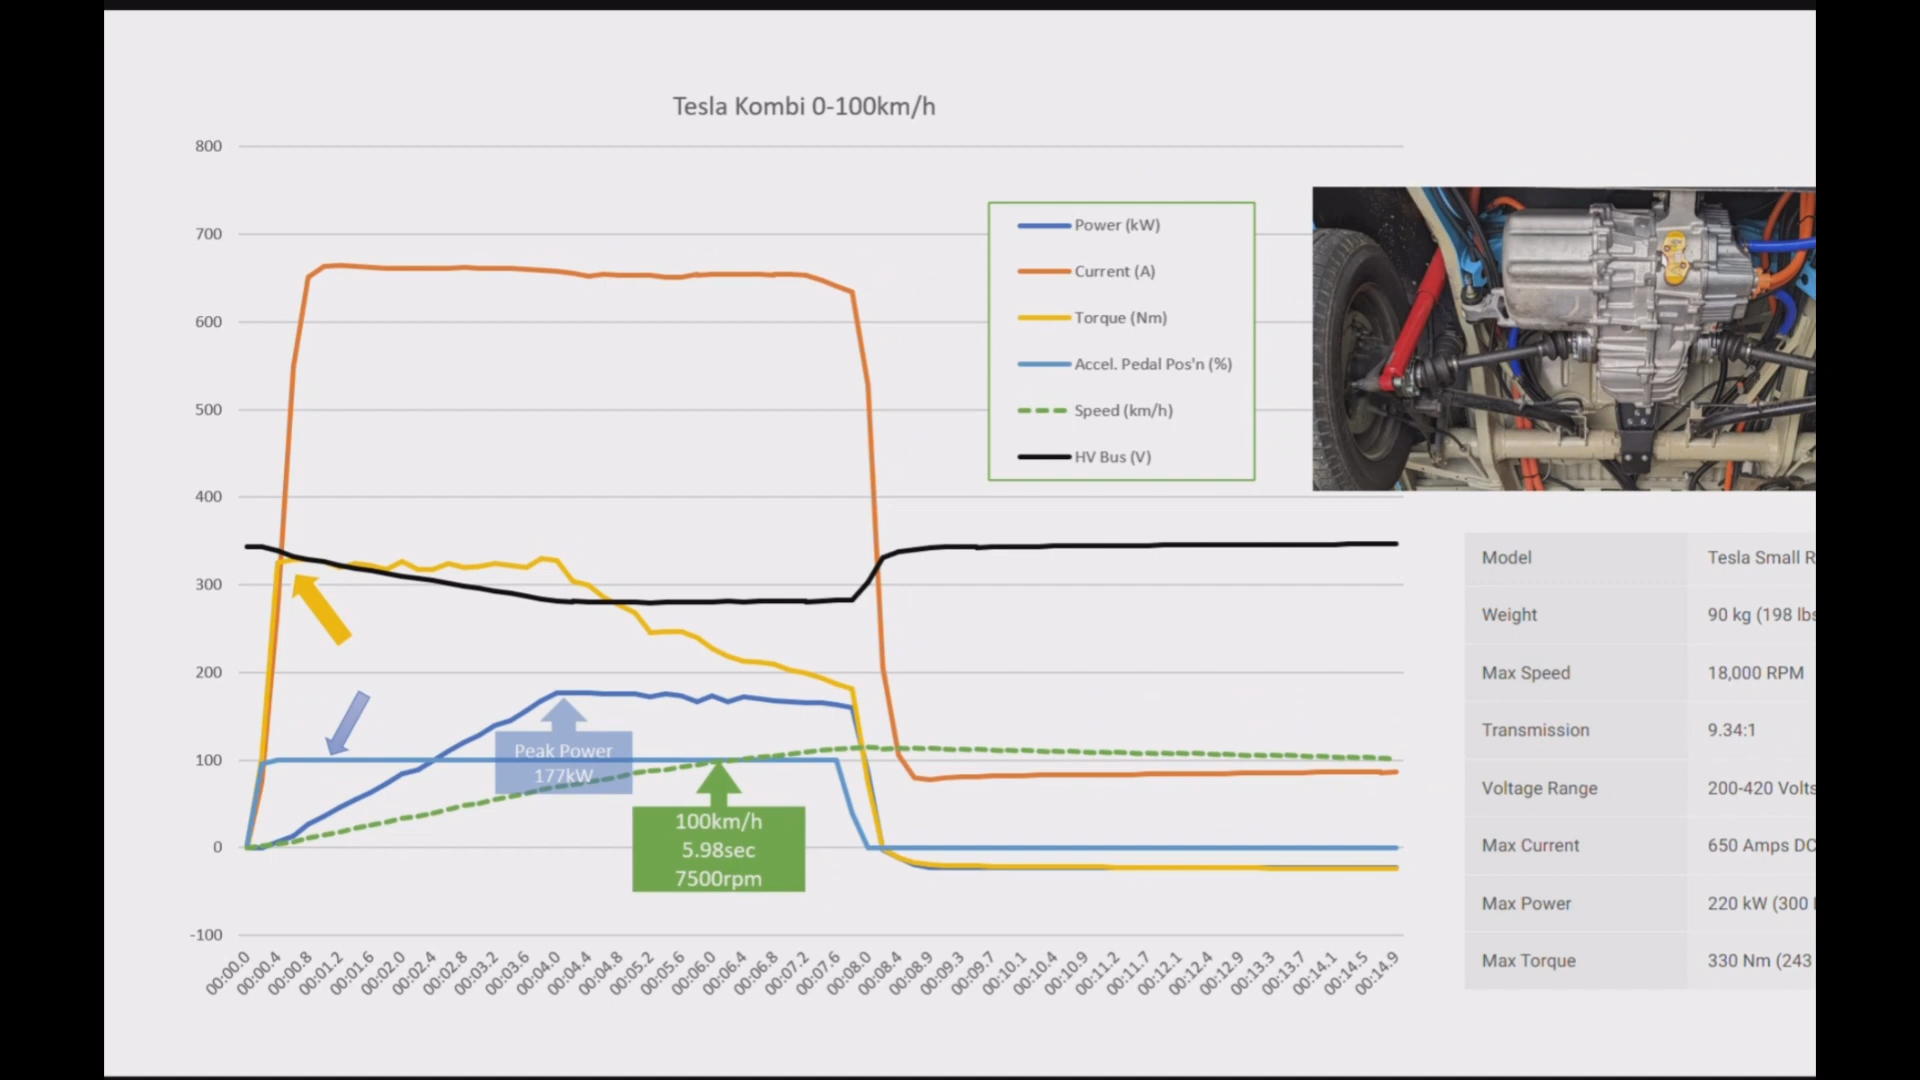 Tesla Kombi 0-100km/h
800
700
600
500
400
300
200
100
0
-100
Power (kW)
Current (A)
Torque (Nm)
Accel. Pedal Pos'n (%)
Speed (km/h)
HV Bus (V)
Peak Power
177kW
100km/h
5.98sec
7500rpm
00:00.0
00:00.4
00:00.8
00:01.2
00:01.6
00:02.0
00:02.4
00:02.8
00:03.2
00:03.6
00:04.0
00:04.4
00:04.8
00:05.2
00:05.6
00:06.0
00:06.4
00:06.8
00:07.2
00:07.6
00:08.0
00:08.4
00:08.9
00:09.3
00:09.7
00:10.1
00:10.4
00:10.9
00:11.2
00:11.7
00:12.1
00:12.4
00:12.9
00:13.3
00:13.7
00:14.1
00:14.5
00:14.9
Model Tesla Small R
Weight 90 kg (198 lbs
Max Speed 18,000 RPM
Transmission 9.34:1
Voltage Range 200-420 Volts
Max Current 650 Amps DC
Max Power 220 kW (300
Max Torque 330 Nm (243